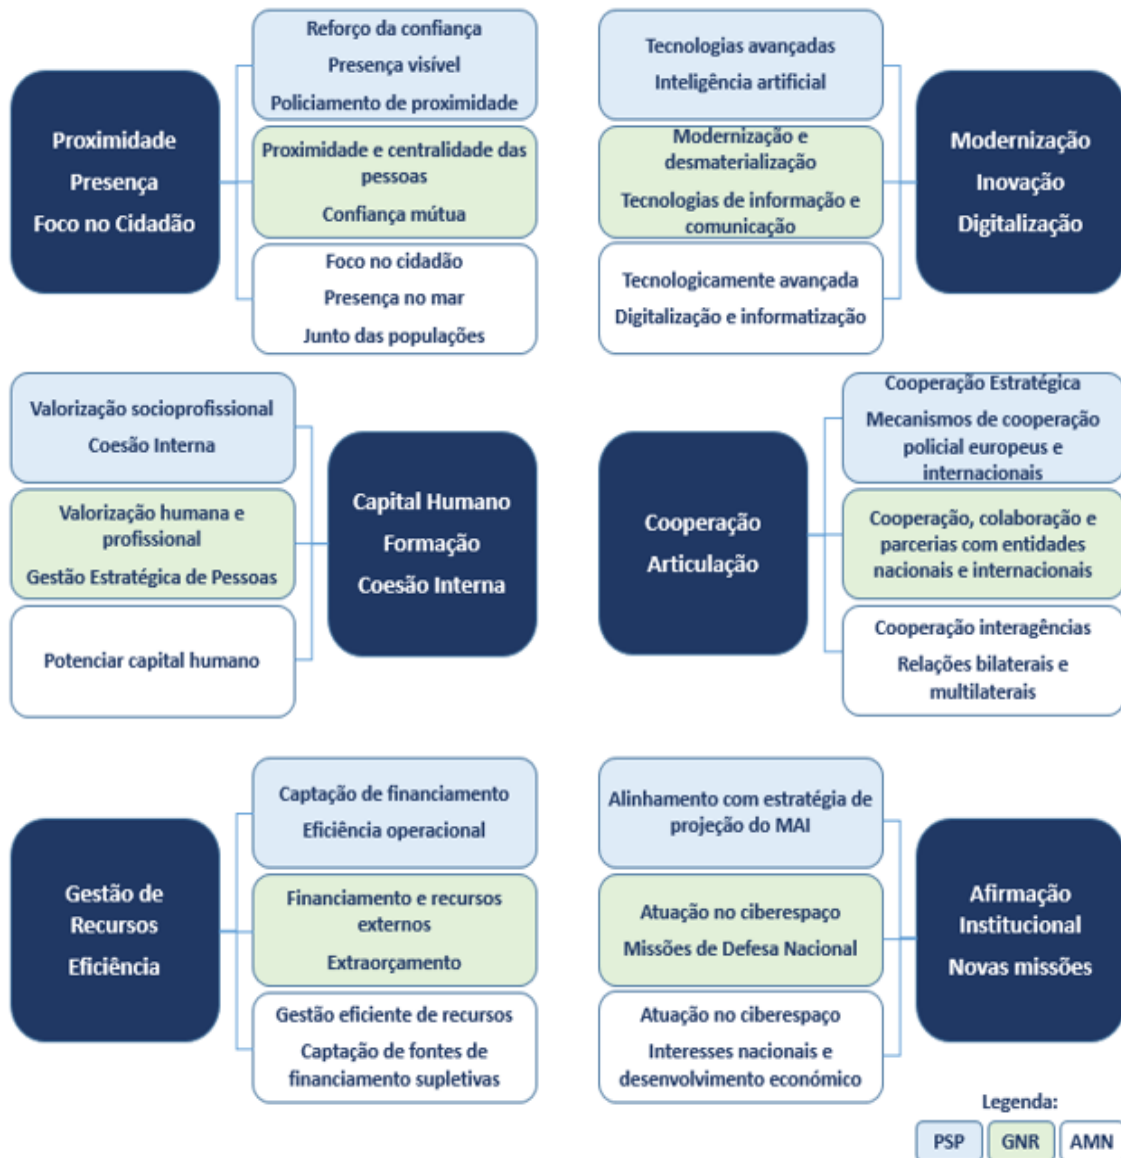 Proximidade
Presença
Foco no Cidadão
Reforço da confiança
Presença visível
Policiamento de proximidade
Proximidade e centralidade das
pessoas
Confiança mútua
Foco no cidadão
Presença no mar
Junto das populações
Tecnologias avançadas
Inteligência artificial
Modernização e
desmaterialização
Tecnologias de informação e
comunicação
Tecnologicamente avançada
Digitalização e informatização
Modernização
Inovação
Digitalização
Valorização socioprofissional
Coesão Interna
Valorização humana e
profissional
Gestão Estratégica de Pessoas
Potenciar capital humano
Capital Humano
Formação
Coesão Interna
Cooperação
Articulação
Cooperação Estratégica
Mecanismos de cooperação
policial europeus e
internacionais
Cooperação, colaboração e
parcerias com entidades
nacionais e internacionais
Cooperação interagências
Relações bilaterais e
multilaterais
Gestão de
Recursos
Eficiência
Captação de financiamento
Eficiência operacional
Financiamento e recursos
externos
Extraorçamento
Gestão eficiente de recursos
Captação de fontes de
financiamento supletivas
Alinhamento com estratégia de
projeção do MAI
Atuação no ciberespaço
Missões de Defesa Nacional
Atuação no ciberespaço
Interesses nacionais e
desenvolvimento económico
Afirmação
Institucional
Novas missões
Legenda:
PSP
GNR
AMN